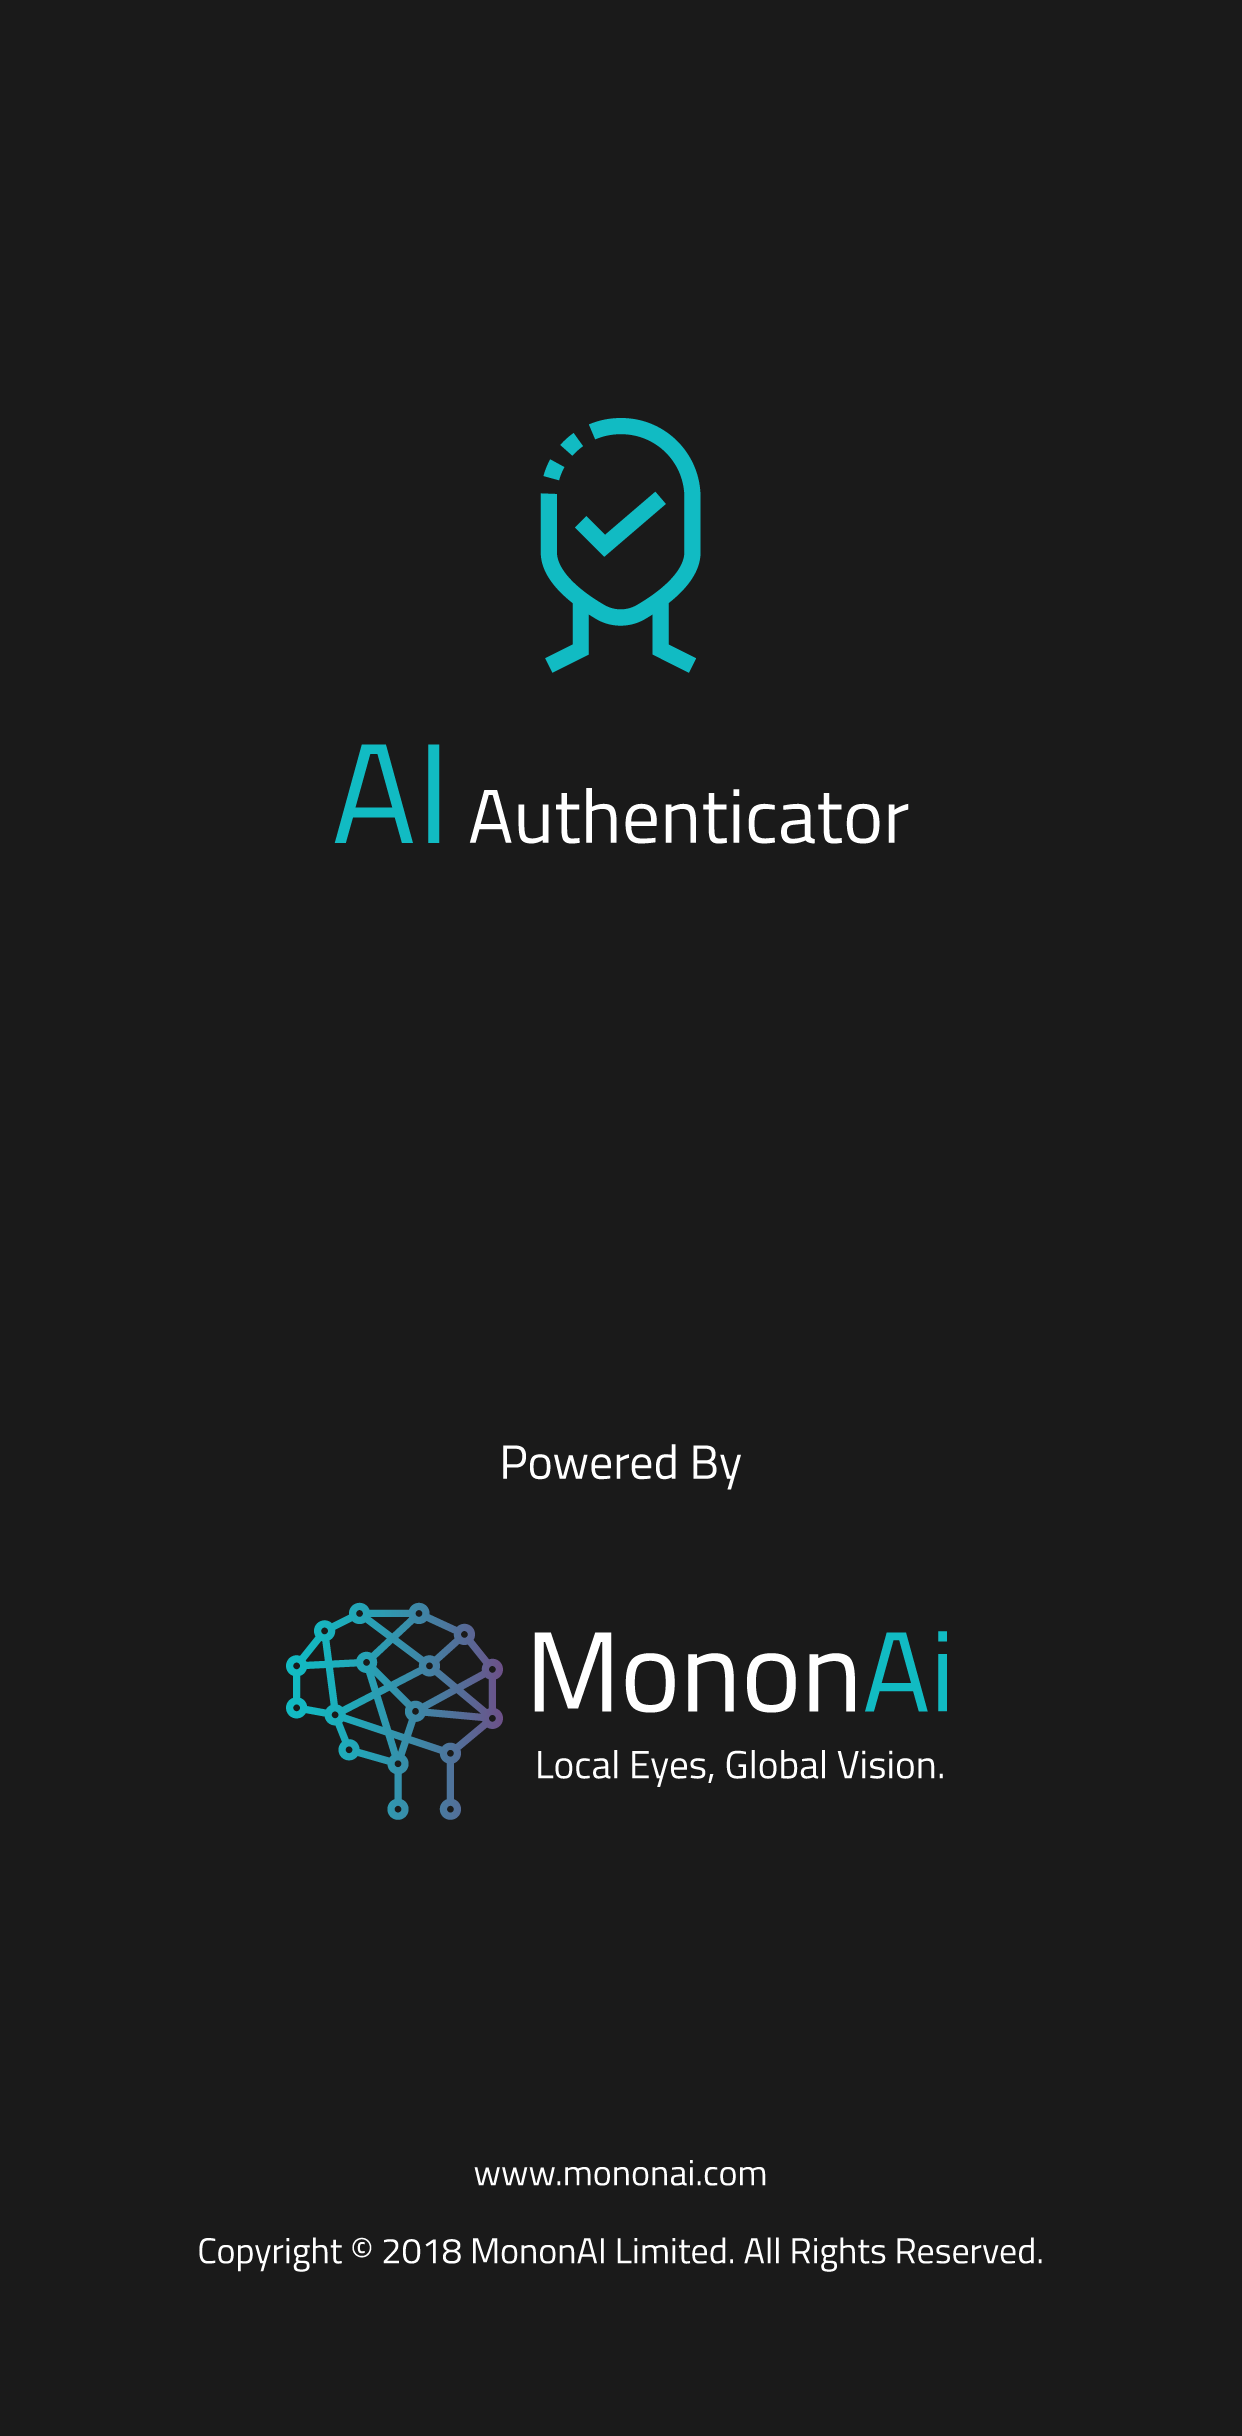 AI Authenticator
Powered By
MononAi
Local Eyes, Global Vision.
www.mononai.com
Copyright © 2018 MononAI Limited. All Rights Reserved.